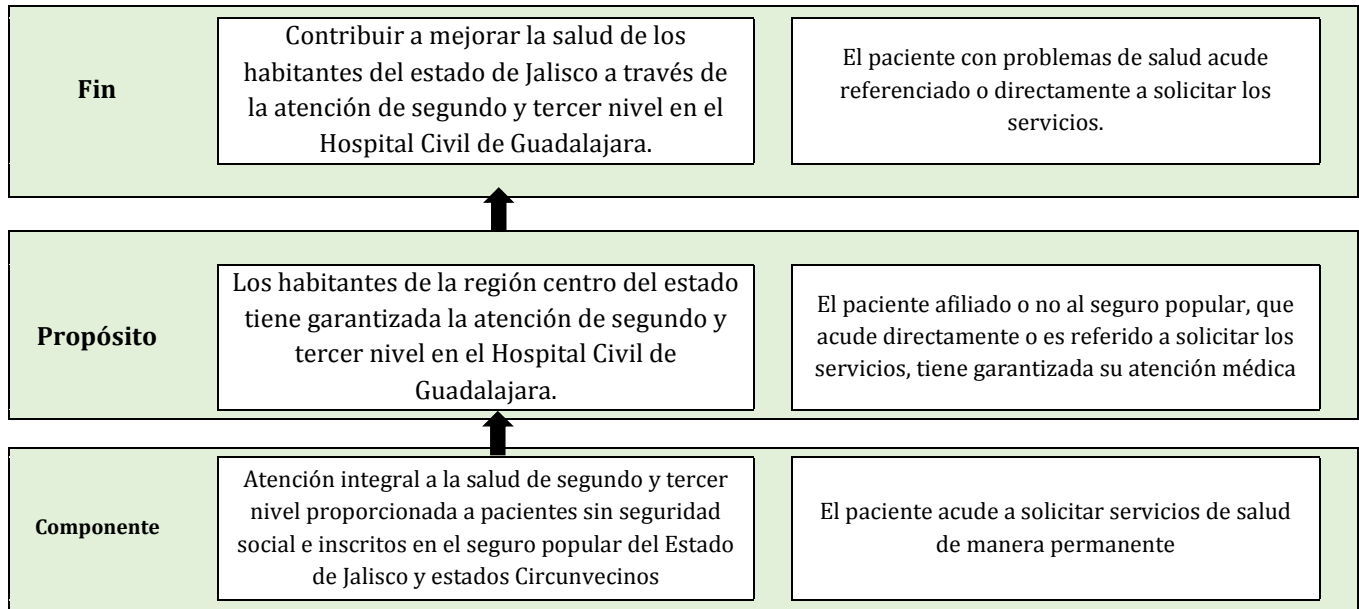 Fin
Contribuir a mejorar la salud de los
habitantes del estado de Jalisco a través de
la atención de segundo y tercer nivel en el
Hospital Civil de Guadalajara.
El paciente con problemas de salud acude
referenciado o directamente a solicitar los
servicios.
Propósito
Los habitantes de la región centro del estado
tiene garantizada la atención de segundo y
tercer nivel en el Hospital Civil de
Guadalajara.
El paciente afiliado o no al seguro popular, que
acude directamente o es referido a solicitar los
servicios, tiene garantizada su atención médica
Componente
Atención integral a la salud de segundo y tercer
nivel proporcionada a pacientes sin seguridad
social e inscritos en el seguro popular del Estado
de Jalisco y estados Circunvecinos
El paciente acude a solicitar servicios de salud
de manera permanente